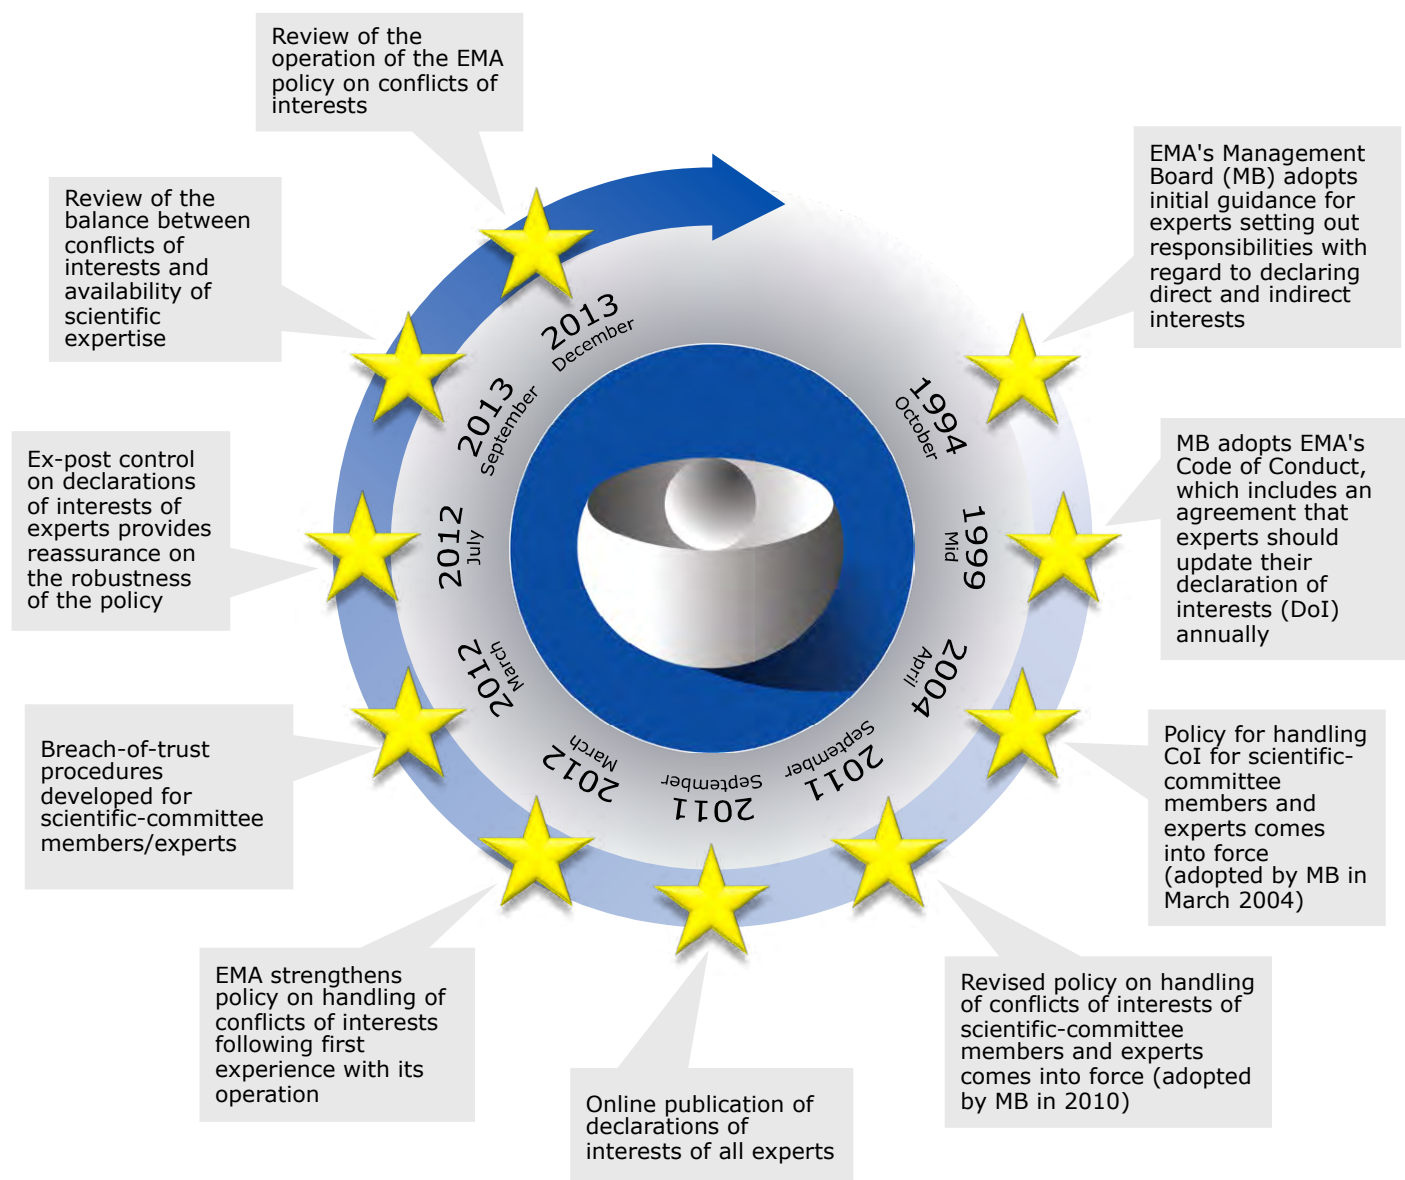 EMA's Management
Board (MB) adopts
initial guidance for
experts setting out
responsibilities with
regard to declaring
direct and indirect
interests
1994
October
MB adopts EMA's
Code of Conduct,
which includes an
agreement that
experts should
update their
declaration of
interests (DoI)
annually
1999
Mid
Policy for handling
CoI for scientific-
committee
members and
experts comes
into force
(adopted by MB in
March 2004)
2004
April
Revised policy on handling
of conflicts of interests of
scientific-committee
members and experts
comes into force (adopted
by MB in 2010)
2011
September
Online publication of
declarations of
interests of all experts
2011
September
EMA strengthens
policy on handling of
conflicts of interests
following first
experience with its
operation
2012
March
Breach-of-trust
procedures
developed for
scientific-committee
members/experts
2012
March
Ex-post control
on declarations
of interests of
experts provides
reassurance on
the robustness
of the policy
2012
July
Review of the
balance between
conflicts of
interests and
availability of
scientific
expertise
2013
September
Review of the
operation of the EMA
policy on conflicts of
interests
2013
December